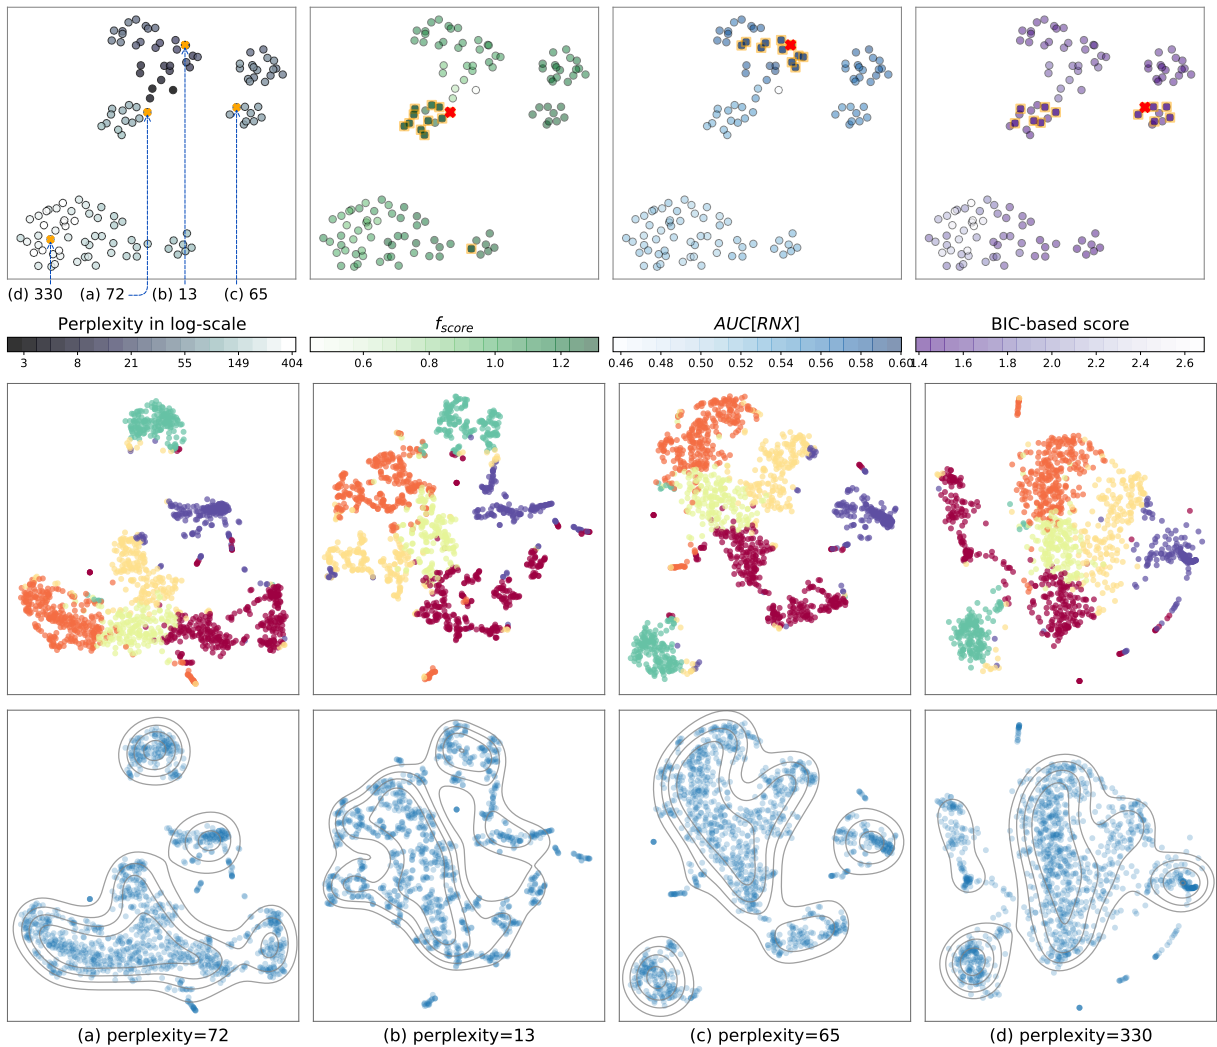 (d) 330 (a) 72 (b) 13 (c) 65
Perplexity in log-scale
3 8 21 55 149 404
f_score
0.6 0.8 1.0 1.2
AUC[RNX]
0.46 0.48 0.50 0.52 0.54 0.56 0.58 0.60
BIC-based score
1.4 1.6 1.8 2.0 2.2 2.4 2.6
(a) perplexity=72
(b) perplexity=13
(c) perplexity=65
(d) perplexity=330